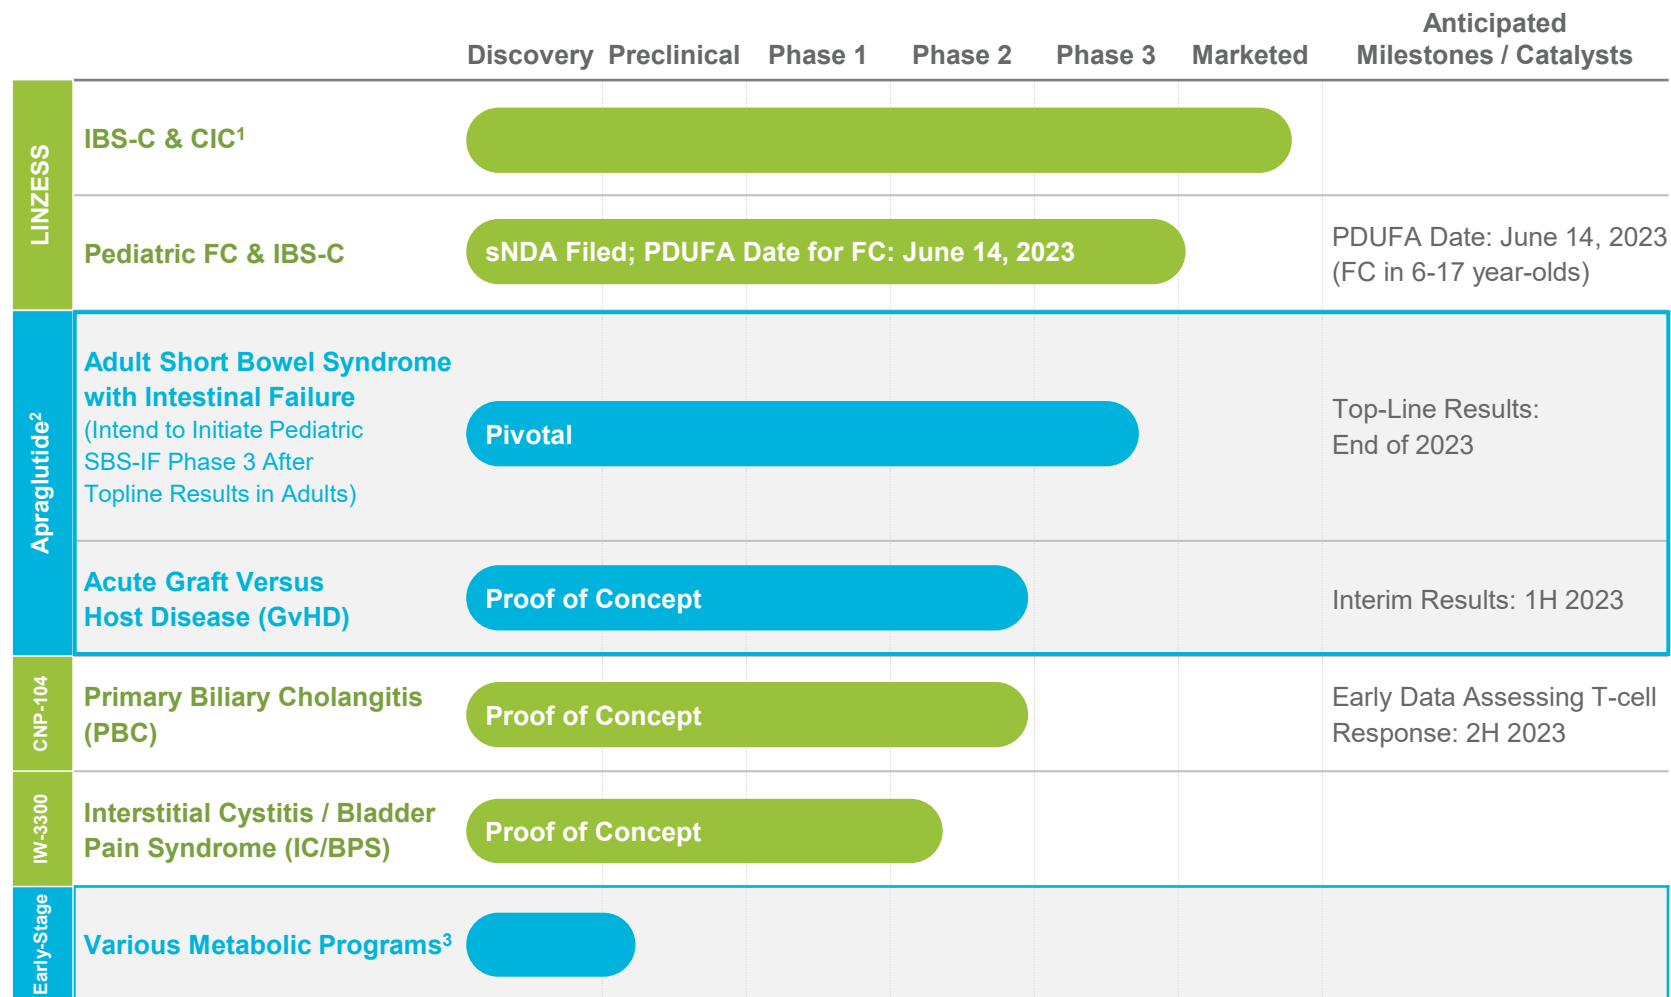 Discovery Preclinical Phase 1 Phase 2 Phase 3 Marketed
Anticipated
Milestones / Catalysts
LINZESS
IBS-C & CIC¹
Pediatric FC & IBS-C
sNDA Filed; PDUFA Date for FC: June 14, 2023
PDUFA Date: June 14, 2023
(FC in 6-17 year-olds)
Apraglutide²
Adult Short Bowel Syndrome
with Intestinal Failure
(Intend to Initiate Pediatric
SBS-IF Phase 3 After
Topline Results in Adults)
Pivotal
Top-Line Results:
End of 2023
Acute Graft Versus
Host Disease (GvHD)
Proof of Concept
Interim Results: 1H 2023
CNP-104
Primary Biliary Cholangitis
(PBC)
Proof of Concept
Early Data Assessing T-cell
Response: 2H 2023
IW-3300
Interstitial Cystitis / Bladder
Pain Syndrome (IC/BPS)
Proof of Concept
Early-Stage
Various Metabolic Programs³